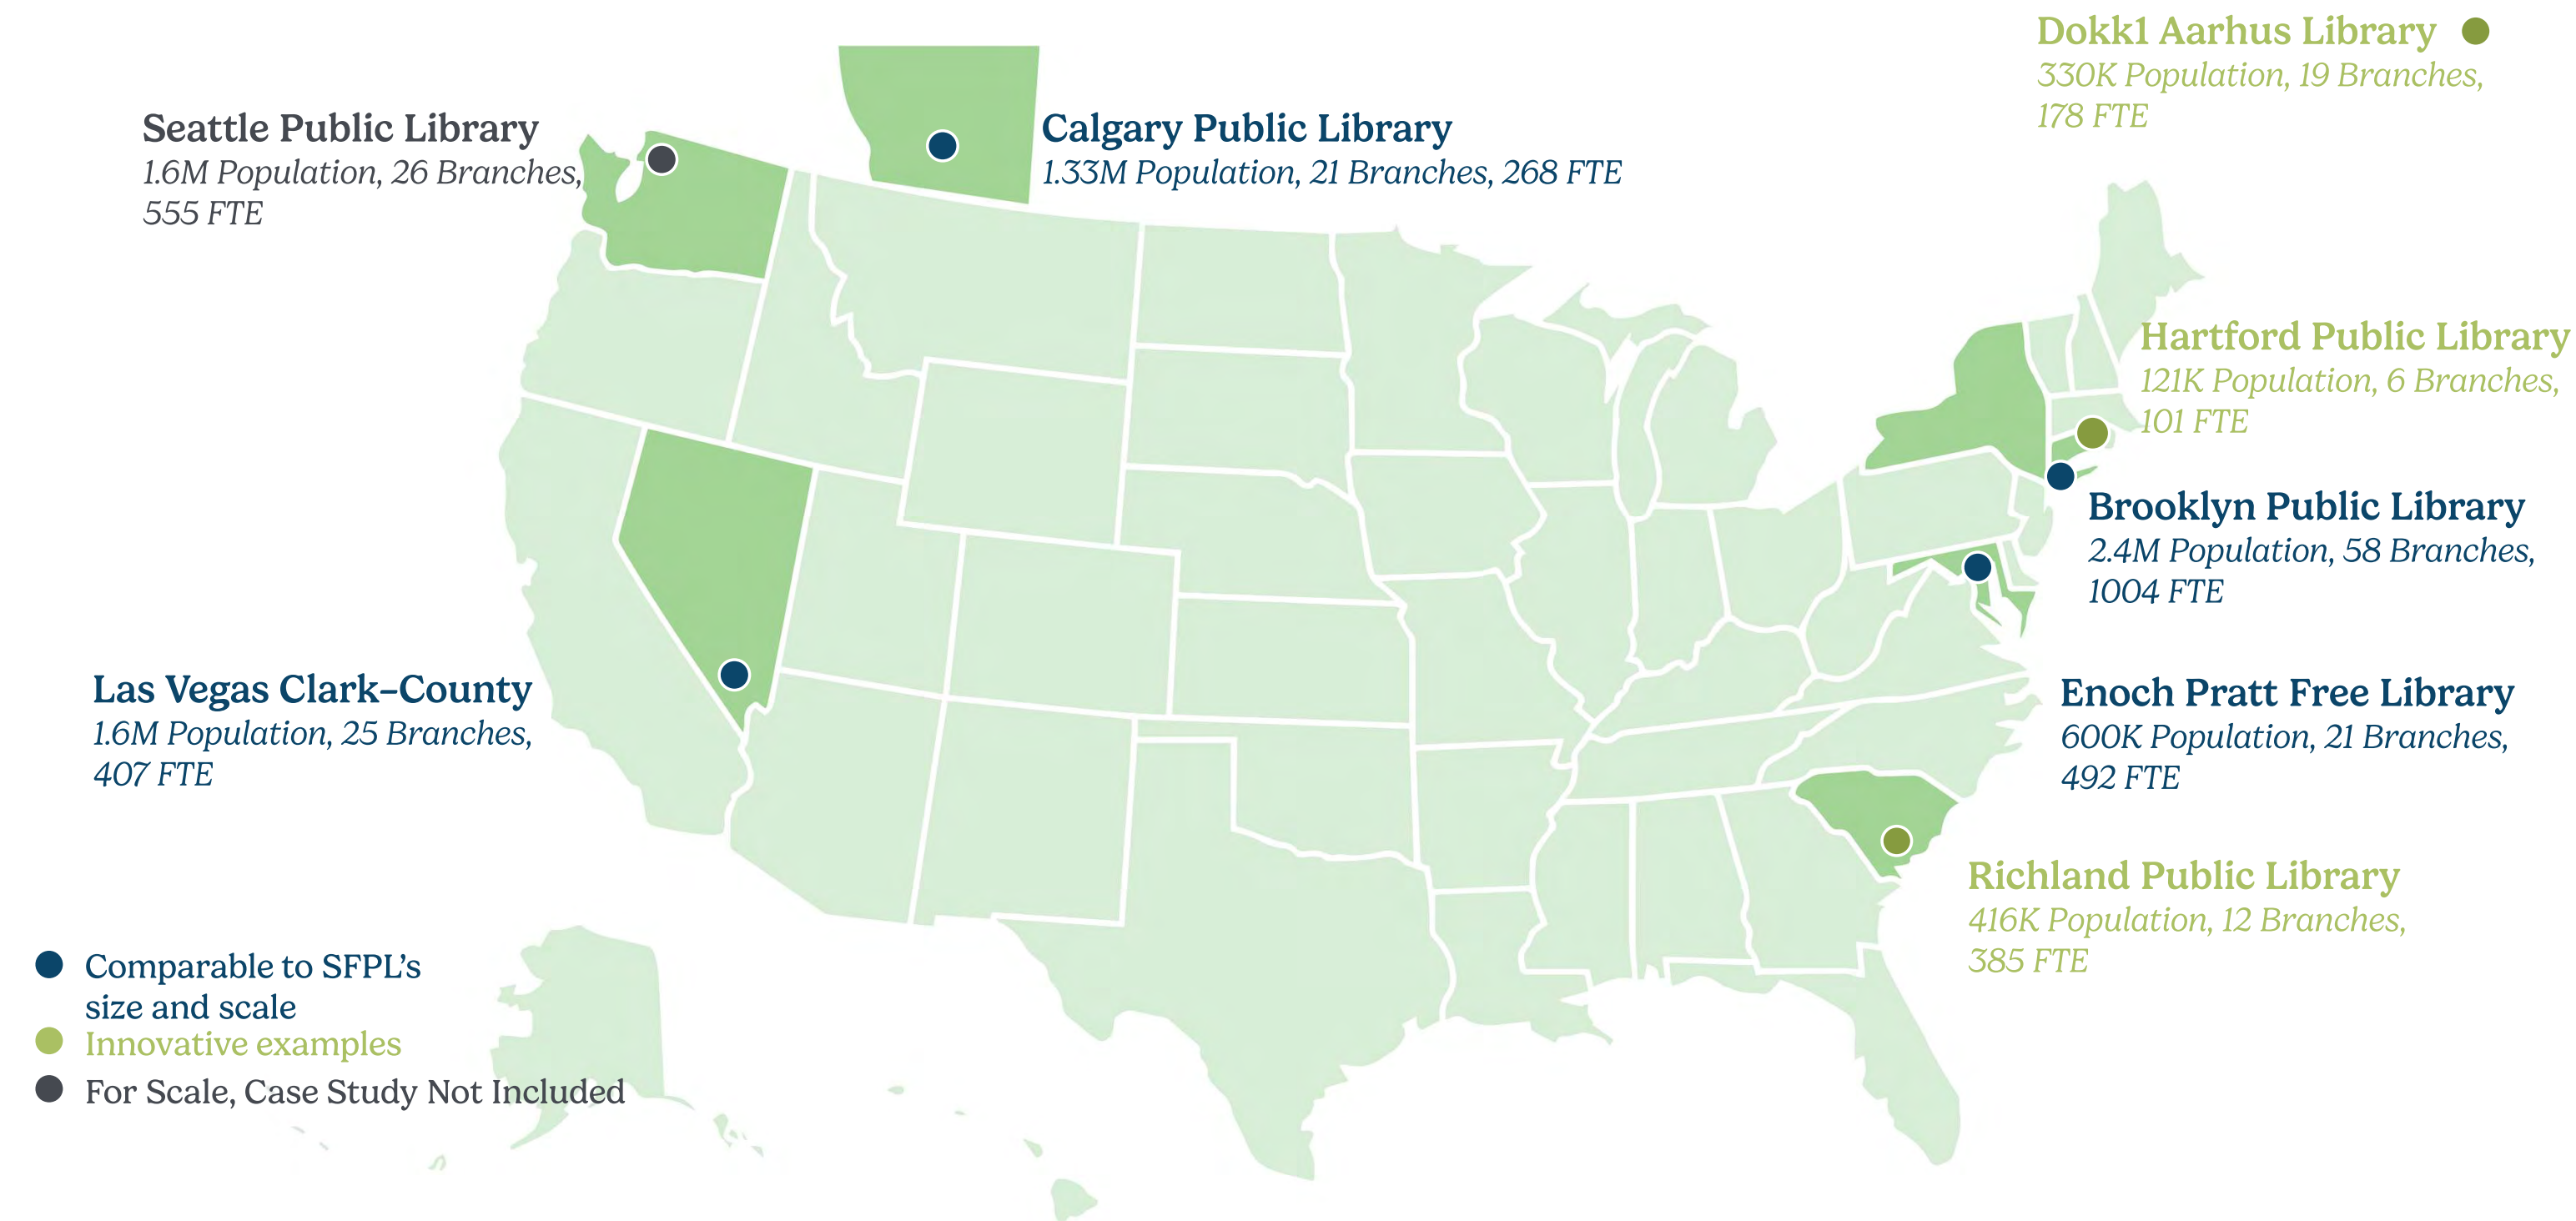 Dokk1 Aarhus Library
330K Population, 19 Branches,
178 FTE
Seattle Public Library
1.6M Population, 26 Branches,
555 FTE
Calgary Public Library
1.33M Population, 21 Branches, 268 FTE
Hartford Public Library
121K Population, 6 Branches,
101 FTE
Brooklyn Public Library
2.4M Population, 58 Branches,
1004 FTE
Las Vegas Clark–County
1.6M Population, 25 Branches,
407 FTE
Enoch Pratt Free Library
600K Population, 21 Branches,
492 FTE
Richland Public Library
416K Population, 12 Branches,
385 FTE
Comparable to SFPL’s
size and scale
Innovative examples
For Scale, Case Study Not Included